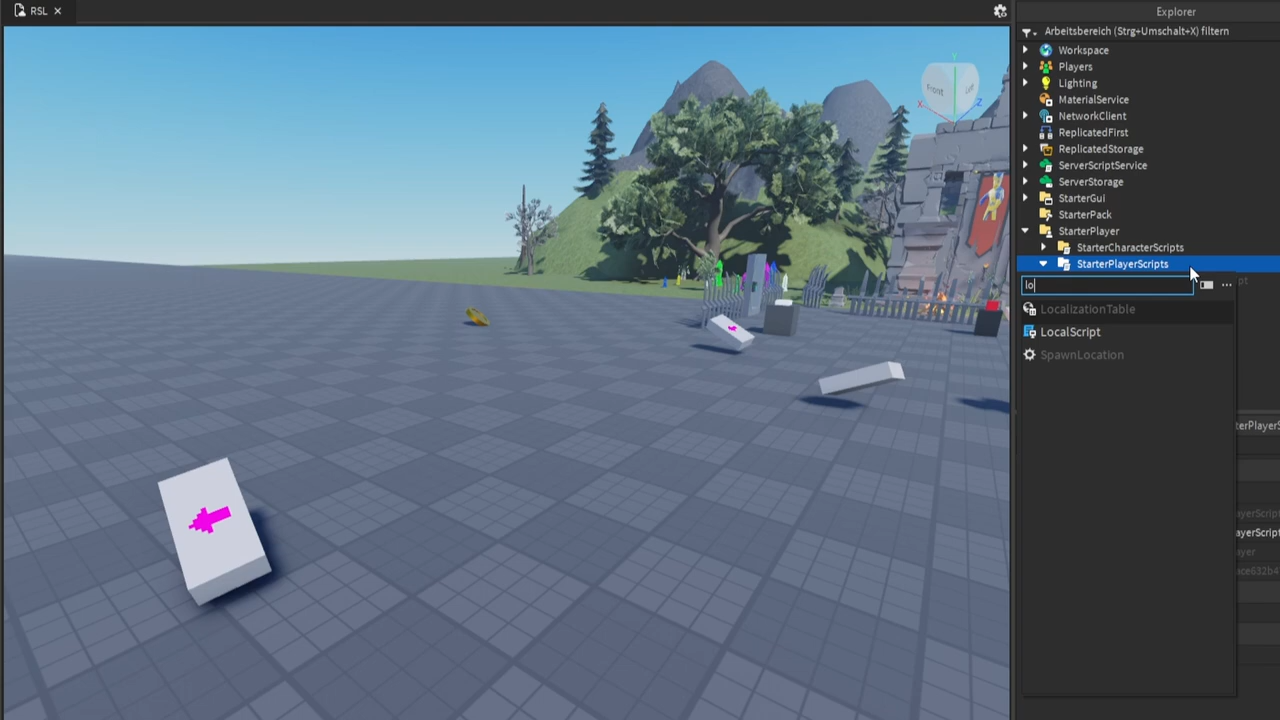 RSL
Explorer
Arbeitsbereich (Strg+Umschalt+X) filtern
Workspace
Players
Lighting
MaterialService
NetworkClient
ReplicatedFirst
ReplicatedStorage
ServerScriptService
ServerStorage
StarterGui
StarterPack
StarterPlayer
StarterCharacterScripts
StarterPlayerScripts
lo
LocalizationTable
LocalScript
SpawnLocation
Front
Left
Y
X
Z